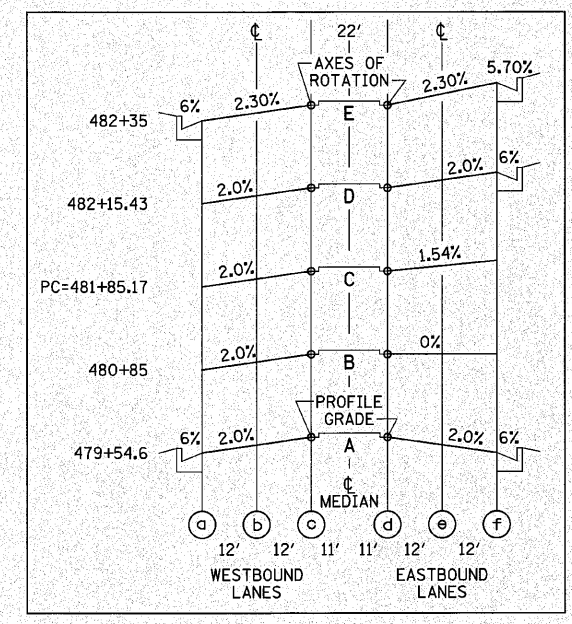 ℄ 22' ℄
AXES OF
ROTATION
5.70%
6% 2.30% 2.30%
482+35 E
2.0% 2.0% 6%
482+15.43 D
2.0% 1.54%
PC=481+85.17 C
2.0% 0%
480+85 B
PROFILE
GRADE
6% 2.0% 2.0% 6%
479+54.6 A
℄
MEDIAN
a b c d e f
12' 12' 11' 11' 12' 12'
WESTBOUND
LANES
EASTBOUND
LANES